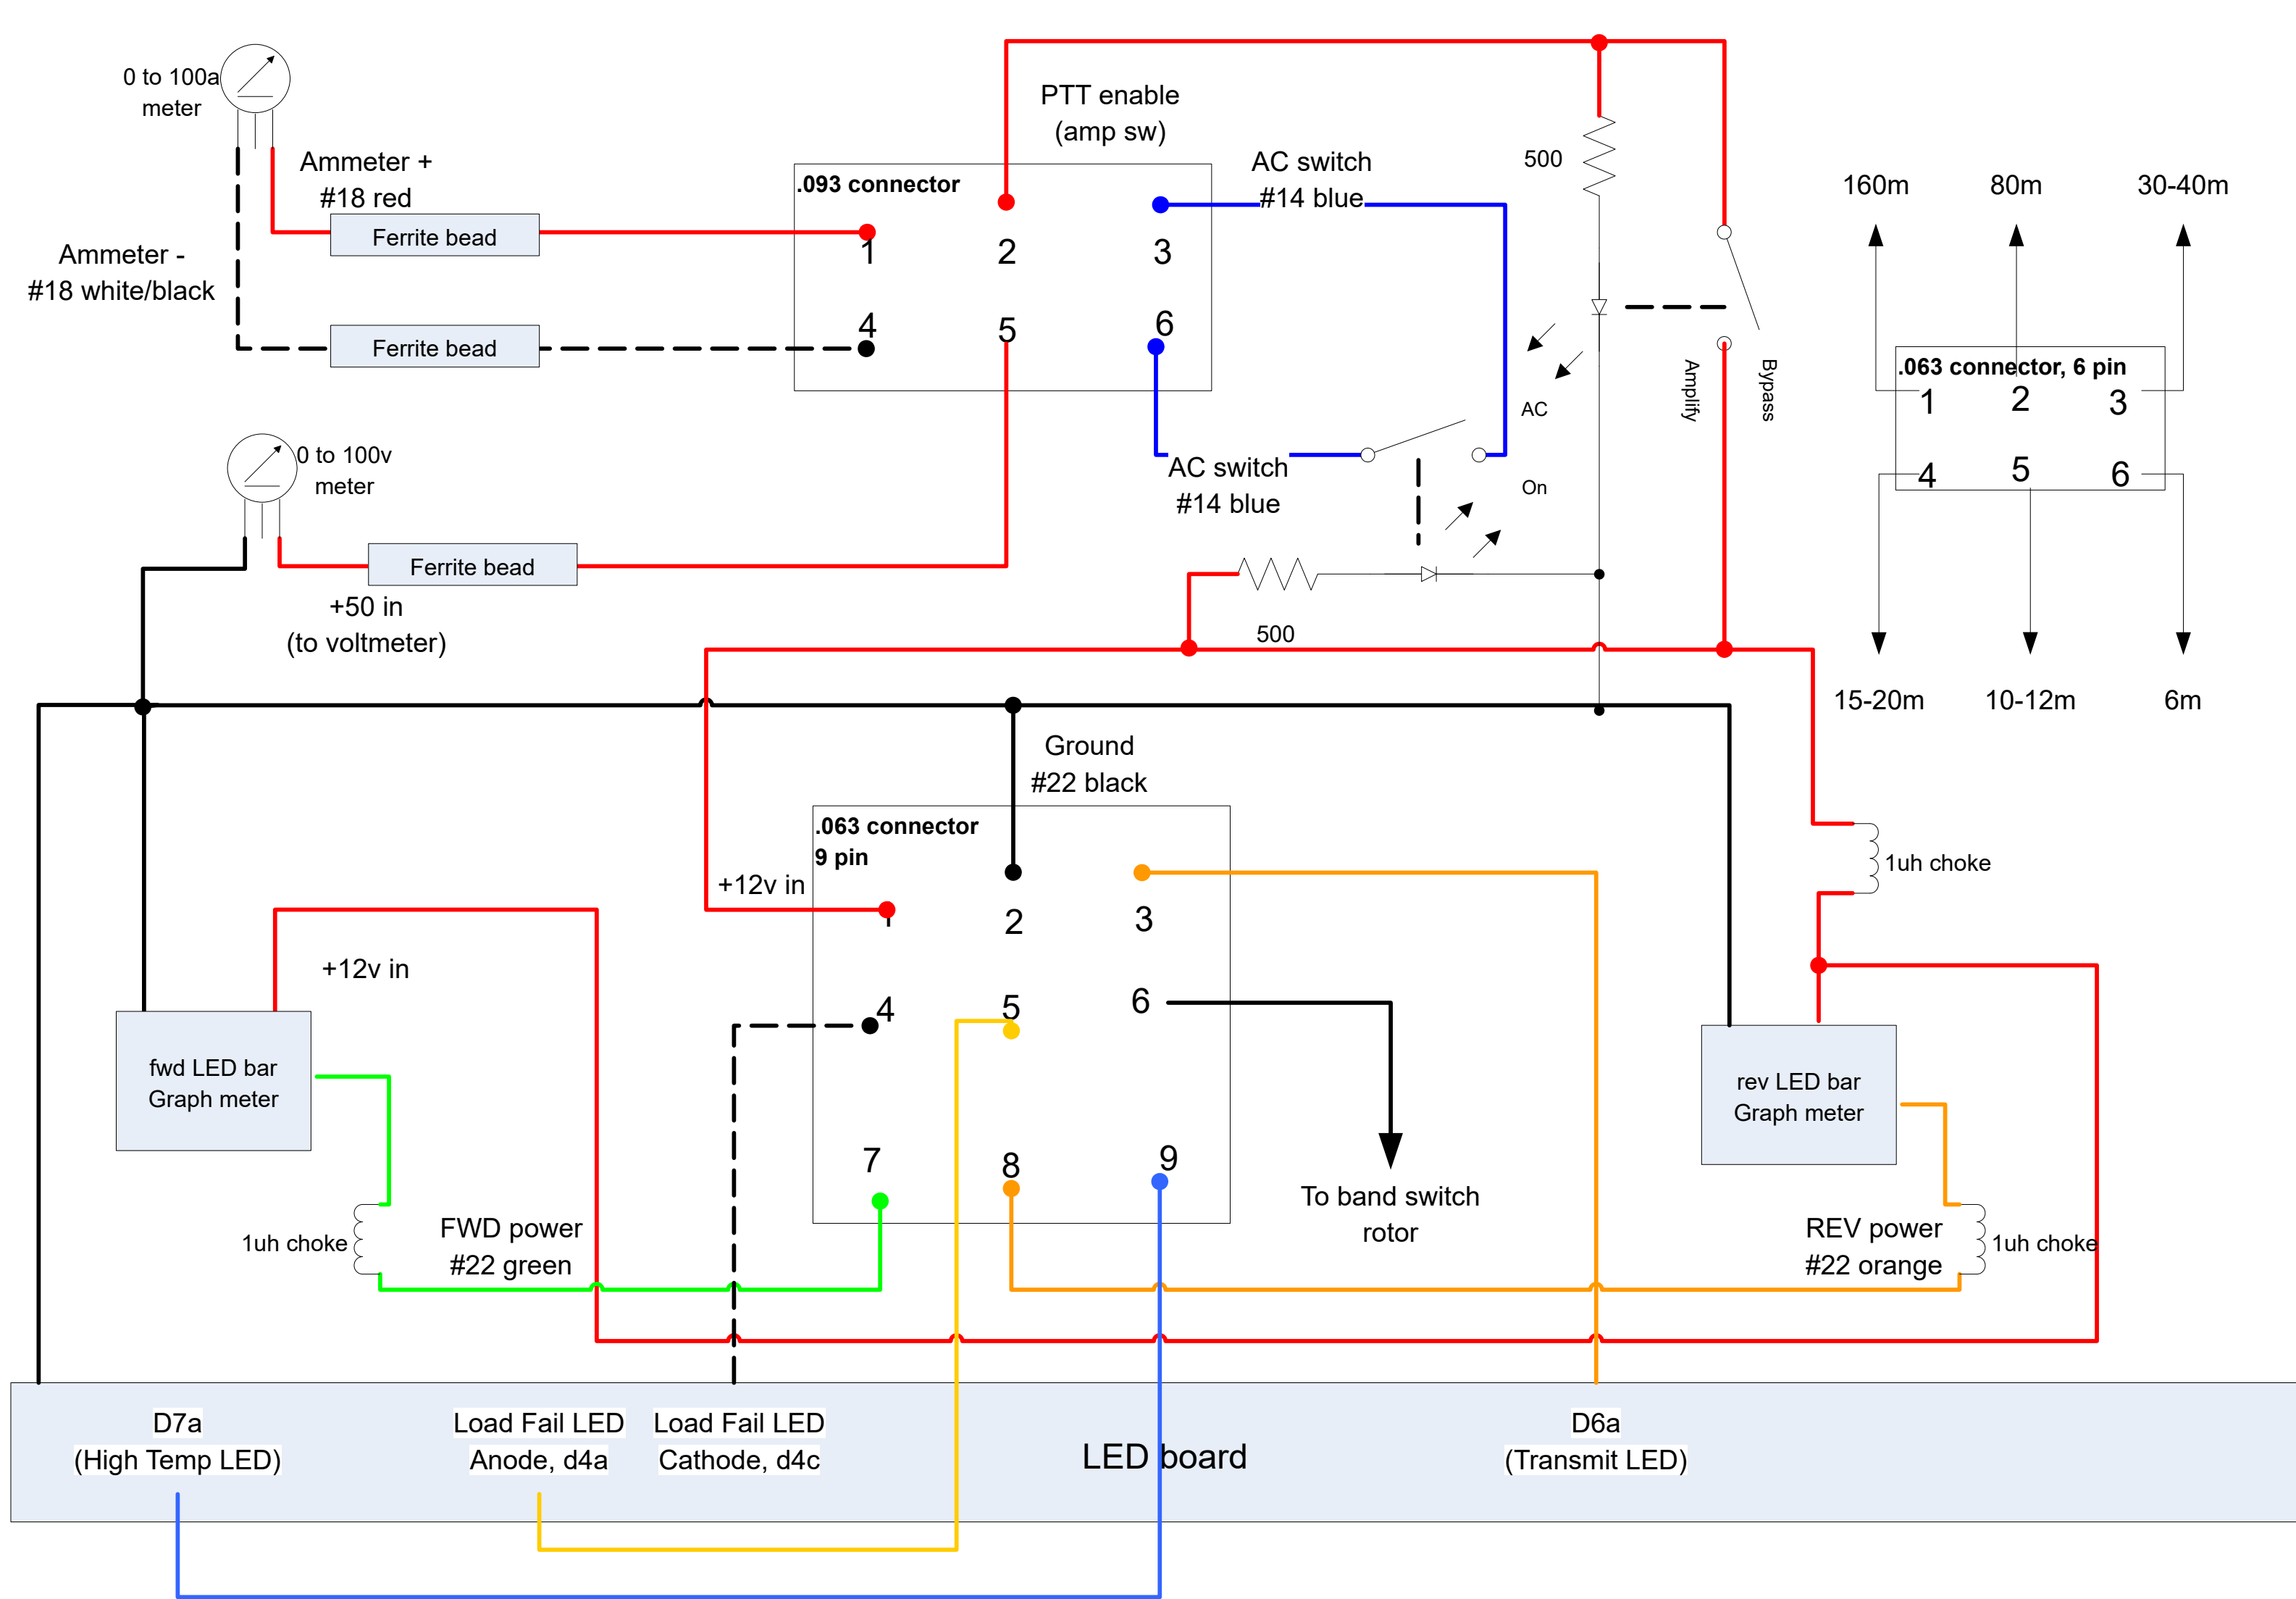 0 to 100a
meter
Ammeter +
#18 red
Ferrite bead
Ammeter -
#18 white/black
Ferrite bead
PTT enable
(amp sw)
.093 connector
1
2
3
4
5
6
AC switch
#14 blue
500
Amplify
Bypass
AC
On
AC switch
#14 blue
500
160m
80m
30-40m
.063 connector, 6 pin
1
2
3
4
5
6
15-20m
10-12m
6m
0 to 100v
meter
Ferrite bead
+50 in
(to voltmeter)
Ground
#22 black
.063 connector
9 pin
+12v in
1
2
3
4
5
6
7
8
9
To band switch
rotor
1uh choke
+12v in
fwd LED bar
Graph meter
1uh choke
FWD power
#22 green
rev LED bar
Graph meter
REV power
#22 orange
1uh choke
D7a
(High Temp LED)
Load Fail LED
Anode, d4a
Load Fail LED
Cathode, d4c
LED board
D6a
(Transmit LED)